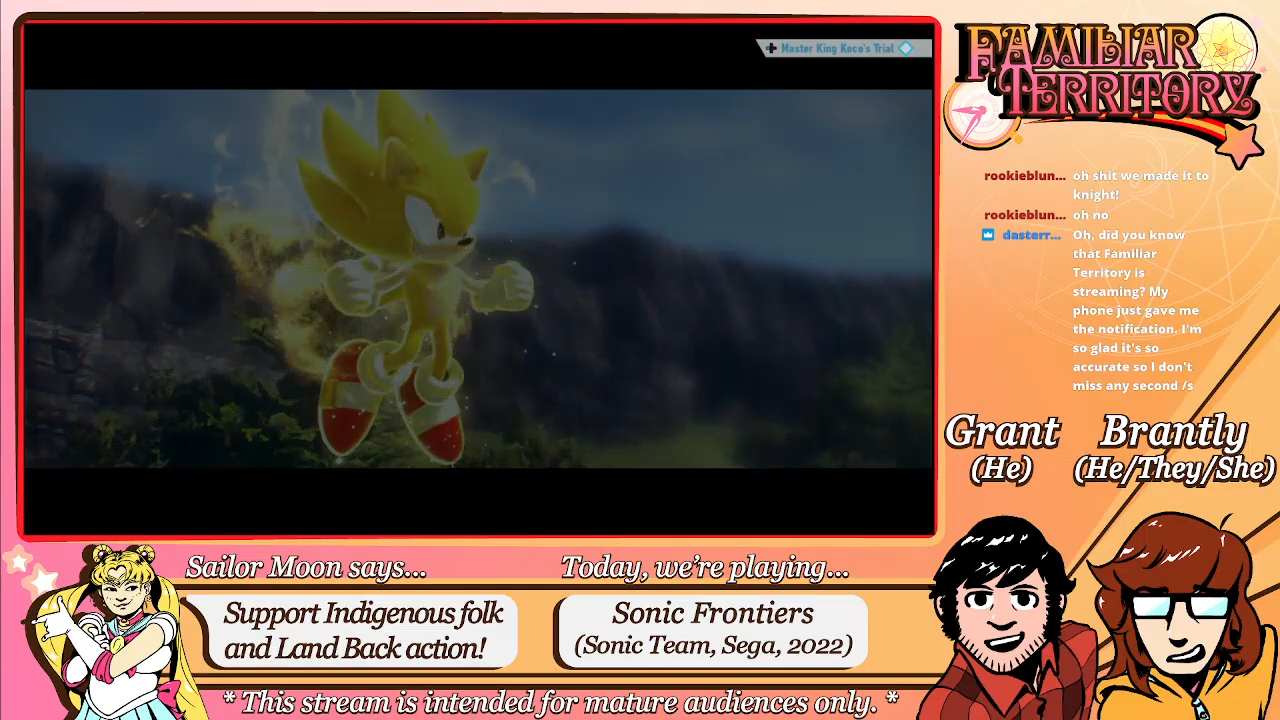 Master King Koco's Trial
FAMILIAR
TERRITORY
rookieblun... oh shit we made it to
knight!
rookieblun... oh no
dasterr... Oh, did you know
that Familiar
Territory is
streaming? My
phone just gave me
the notification. I'm
so glad it's so
accurate so I don't
miss any second /s
Grant
(He)
Brantly
(He/They/She)
Sailor Moon says...
Support Indigenous folk
and Land Back action!
Today, we're playing...
Sonic Frontiers
(Sonic Team, Sega, 2022)
* This stream is intended for mature audiences only. *